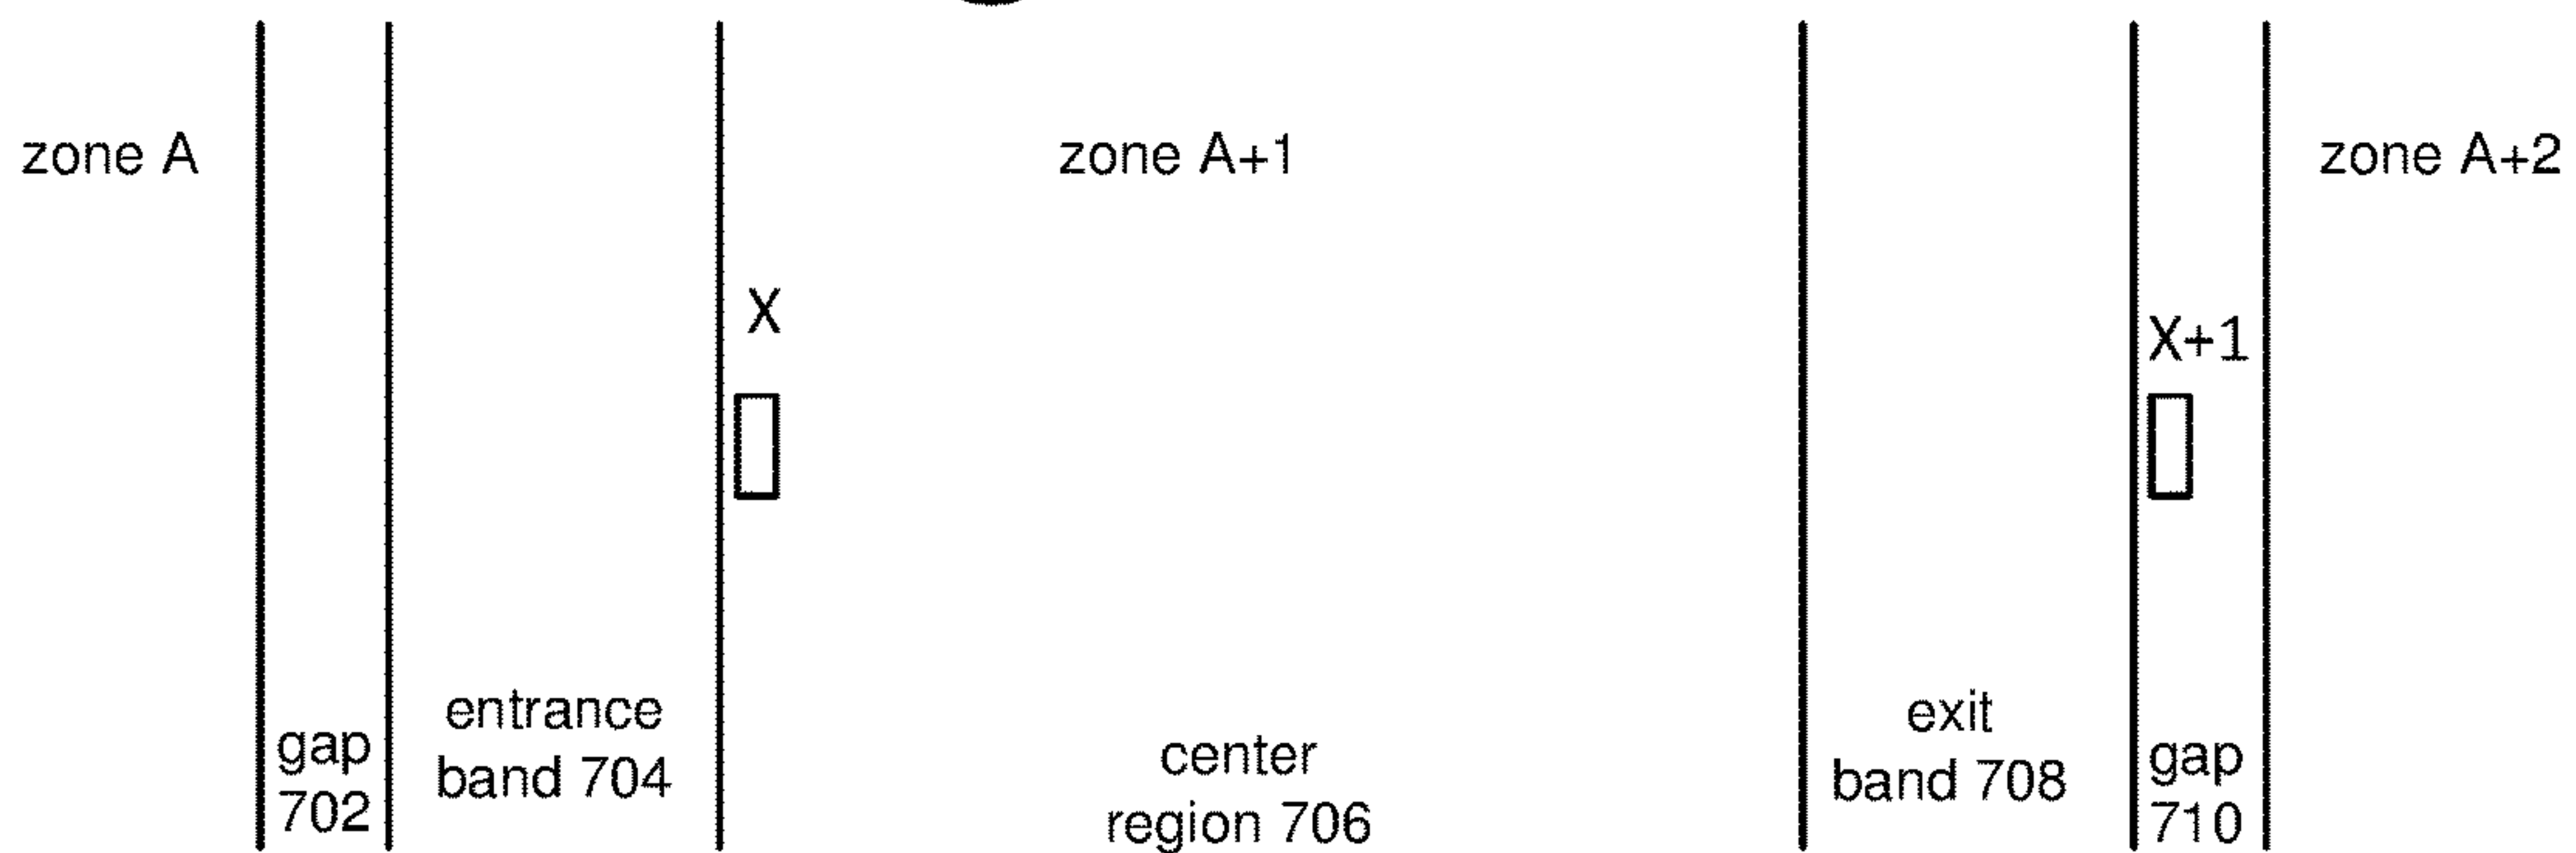 zone A
zone A+1
zone A+2
X
X+1
entrance
band 704
gap
702
center
region 706
exit
band 708
gap
710